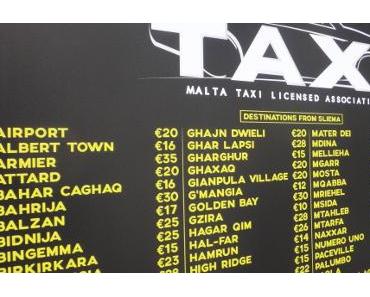 TAX
MALTA TAXI LICENSED ASSOCIATI
DESTINATIONS FROM SLIEMA
AIRPORT €20
ALBERT TOWN €16
ARMIER €35
ATTARD €20
BAHAR CAGHAQ €16
BAHRIJA €30
BALZAN €17
BIDNIJA €25
BINGEMMA €25
BIRKIRKARA €15
€23
GHAJN DWIELI €20
GHAR LAPSI €28
GHARGHUR €15
GHAXAQ €20
GIANPULA VILLAGE €20
G'MANGIA €12
GOLDEN BAY €30
GZIRA €10
HAGAR QIM €28
HAL-FAR €26
HAMRUN €14
HIGH RIDGE €15
€15
€22
MATER DEI
MDINA
MELLIEHA
MGARR
MOSTA
MQABBA
MRIEHEL
MSIDA
MTAHLEB
MTARFA
NAXXAR
NUMERO UNO
PACEVILLE
PALUMBO